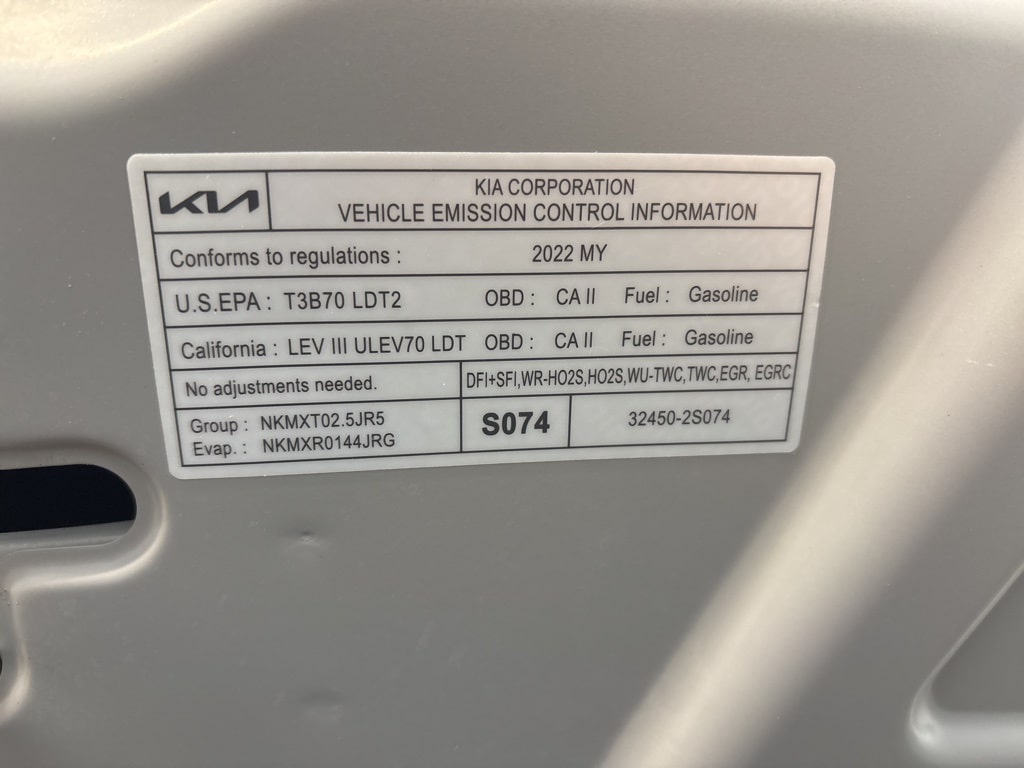 KIA KIA CORPORATION
VEHICLE EMISSION CONTROL INFORMATION
Conforms to regulations : 2022 MY
U.S.EPA : T3B70 LDT2 OBD : CA II Fuel : Gasoline
California : LEV III ULEV70 LDT OBD : CA II Fuel : Gasoline
No adjustments needed. DFI+SFI,WR-HO2S,HO2S,WU-TWC,TWC,EGR, EGRC
Group : NKMXT02.5JR5 S074 32450-2S074
Evap. : NKMXR0144JRG